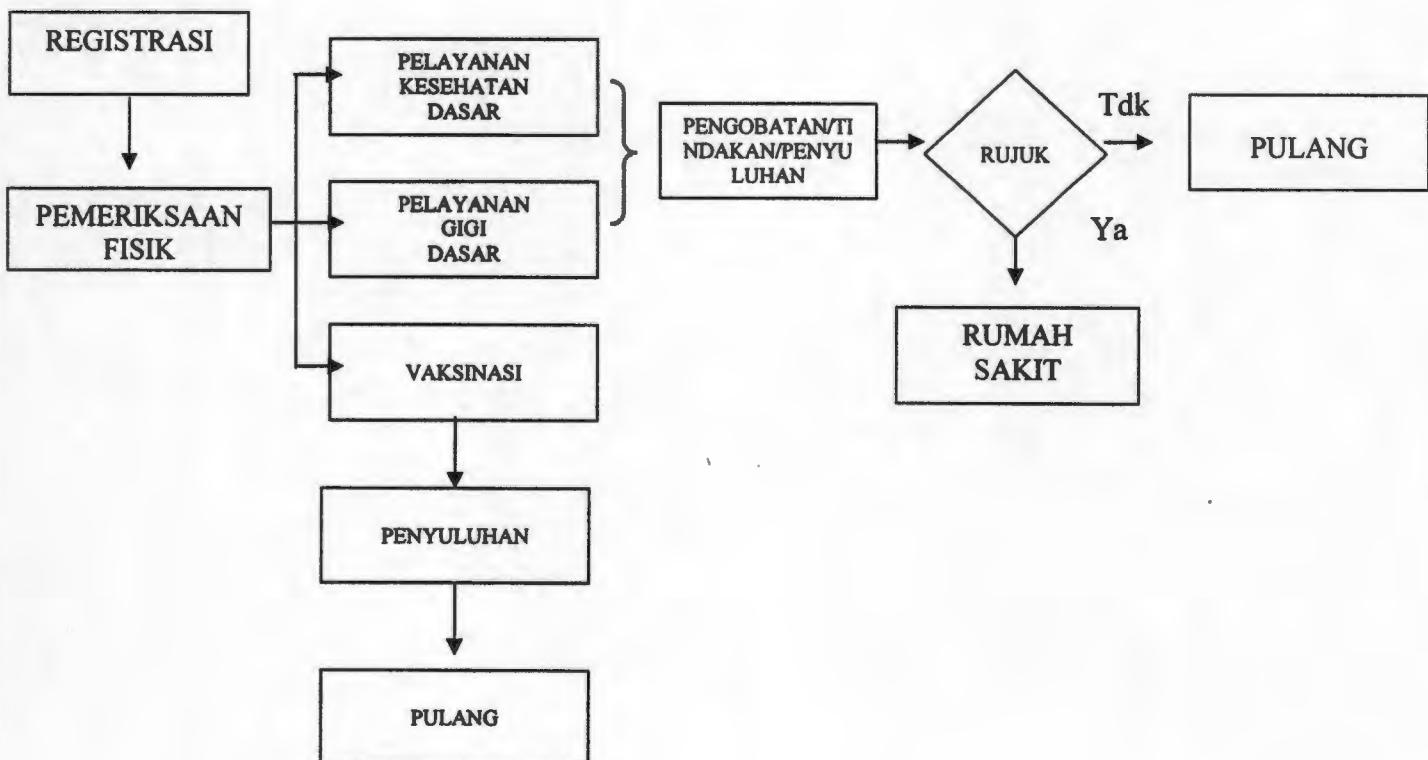 REGISTRASI
PEMERIKSAAN
FISIK
PELAYANAN
KESEHATAN
DASAR
PELAYANAN
GIGI
DASAR
VAKSINASI
PENYULUHAN
PULANG
PENGOBATAN/TI
NDAKAN/PENYU
LUHAN
RUJUK
Tdk
PULANG
Ya
RUMAH
SAKIT